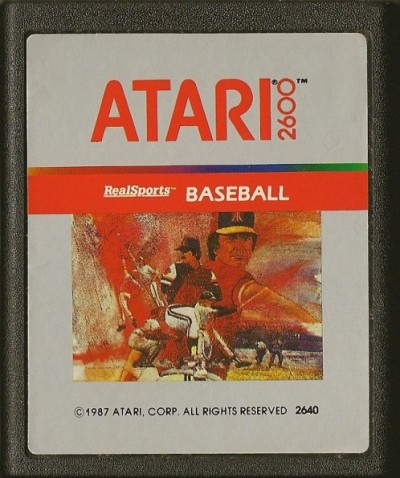 ATARI® 2600™
RealSports™ BASEBALL
©1987 ATARI, CORP. ALL RIGHTS RESERVED 2640